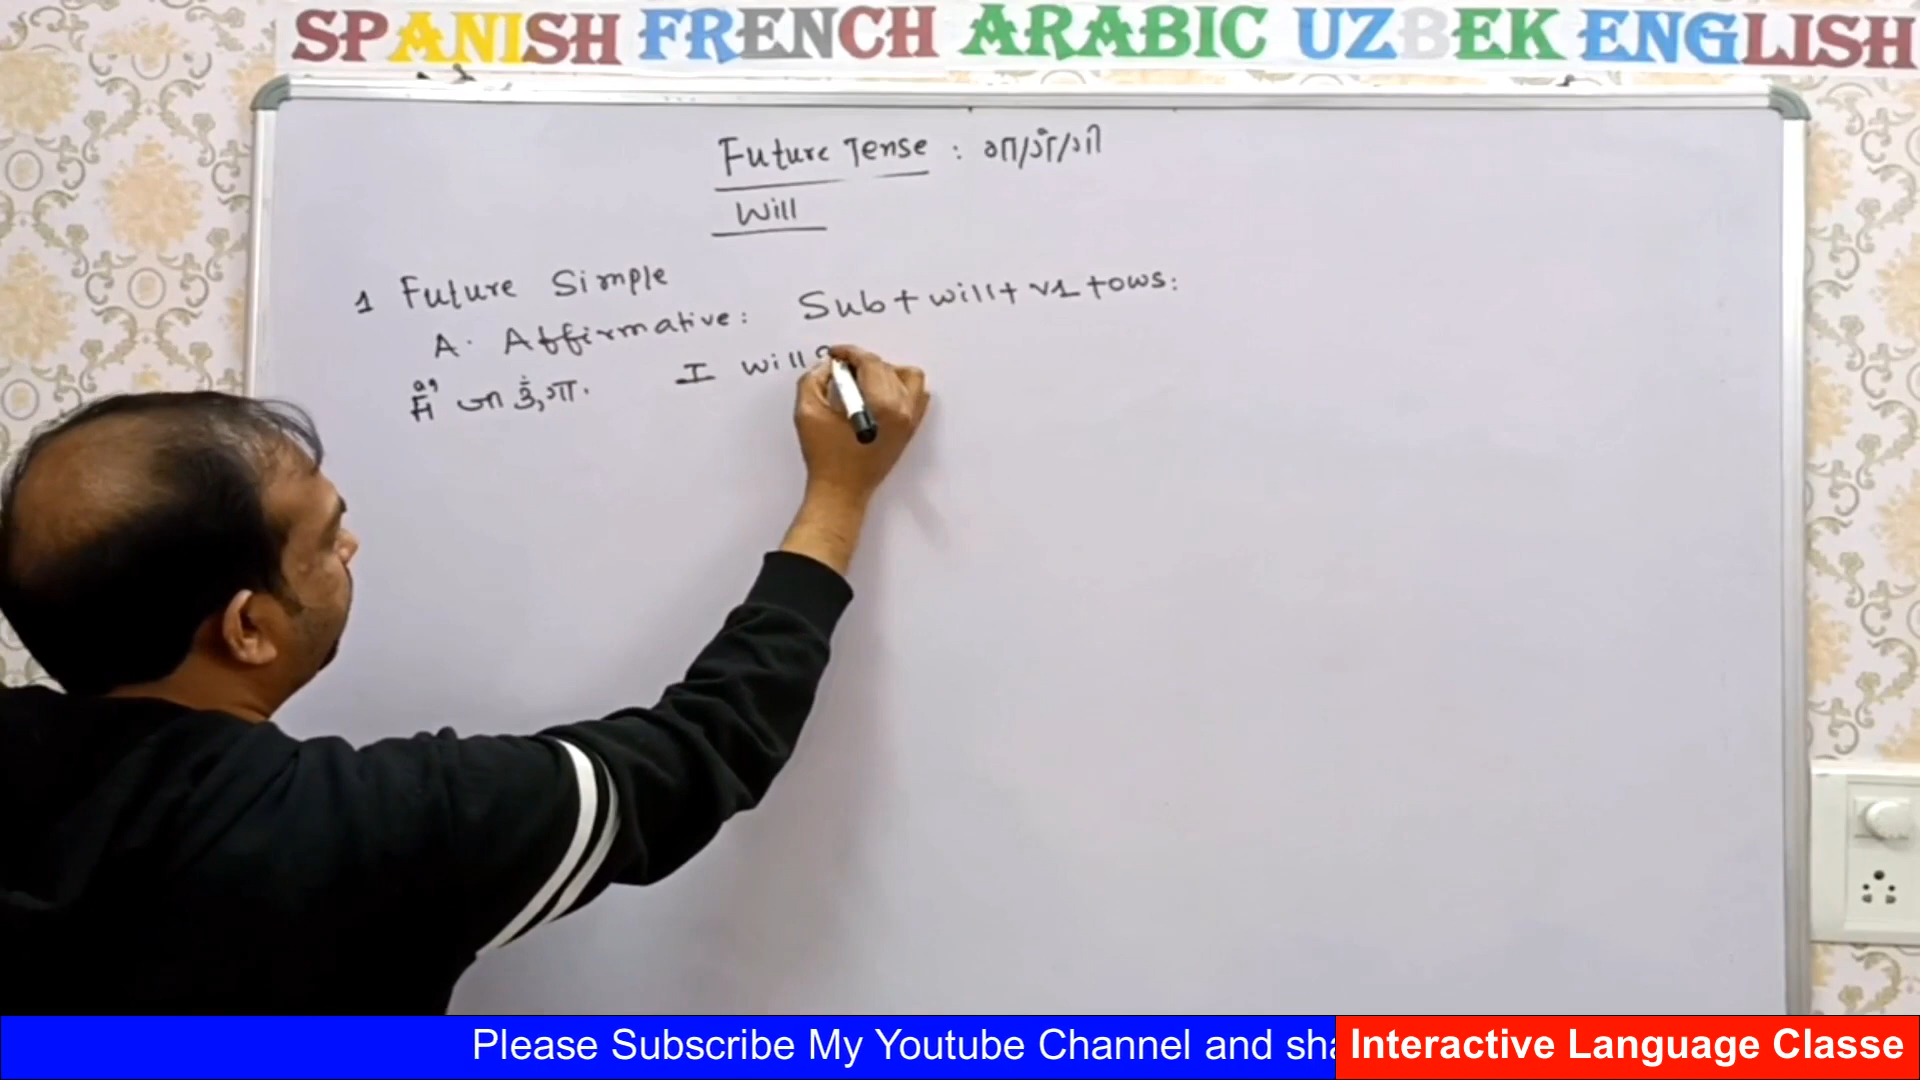 SPANISH FRENCH ARABIC UZBEK ENGLISH
Future Tense : गा/गें/गी
Will
1 Future Simple
A. Affirmative: Sub + will + v1 + ows:
मैं जाऊंगा. I will
Please Subscribe My Youtube Channel and sha
Interactive Language Classe